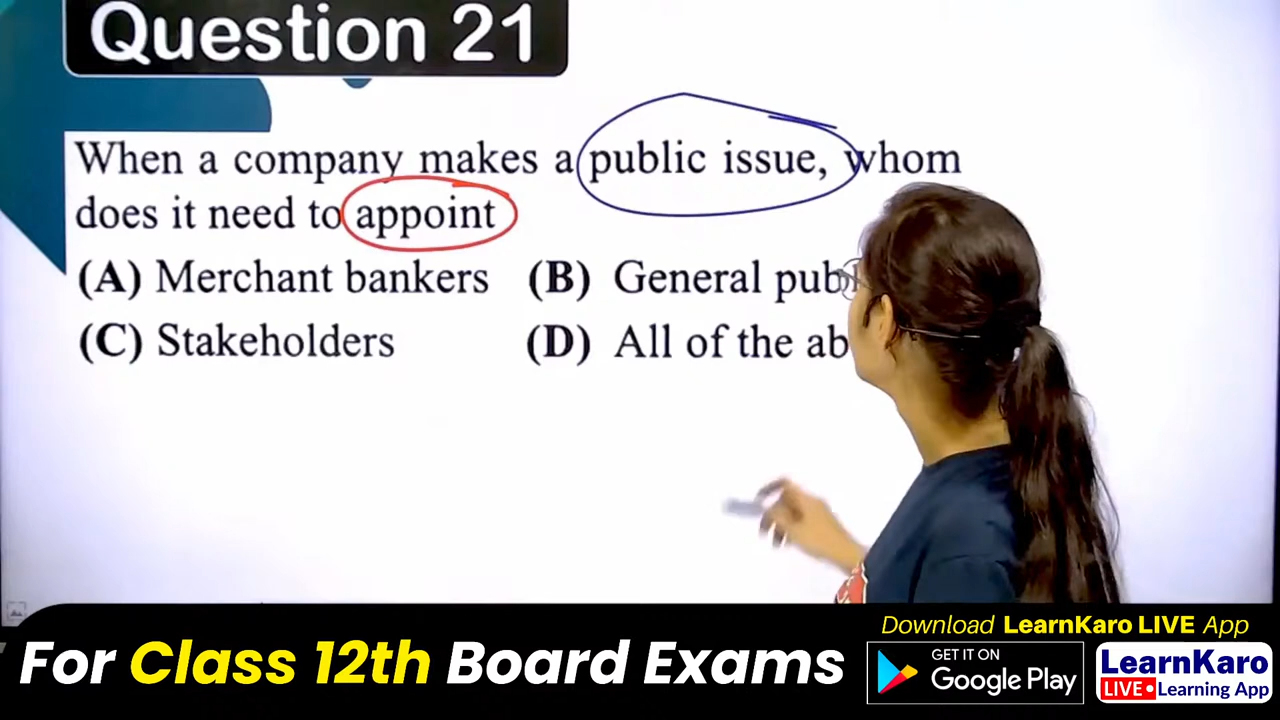 Question 21
When a company makes a public issue, whom
does it need to appoint
(A) Merchant bankers (B) General
(C) Stakeholders (D) All of the
For Class 12th Board Exams
Download LearnKaro LIVE App
GET IT ON
Google Play
LearnKaro
LIVE Learning App